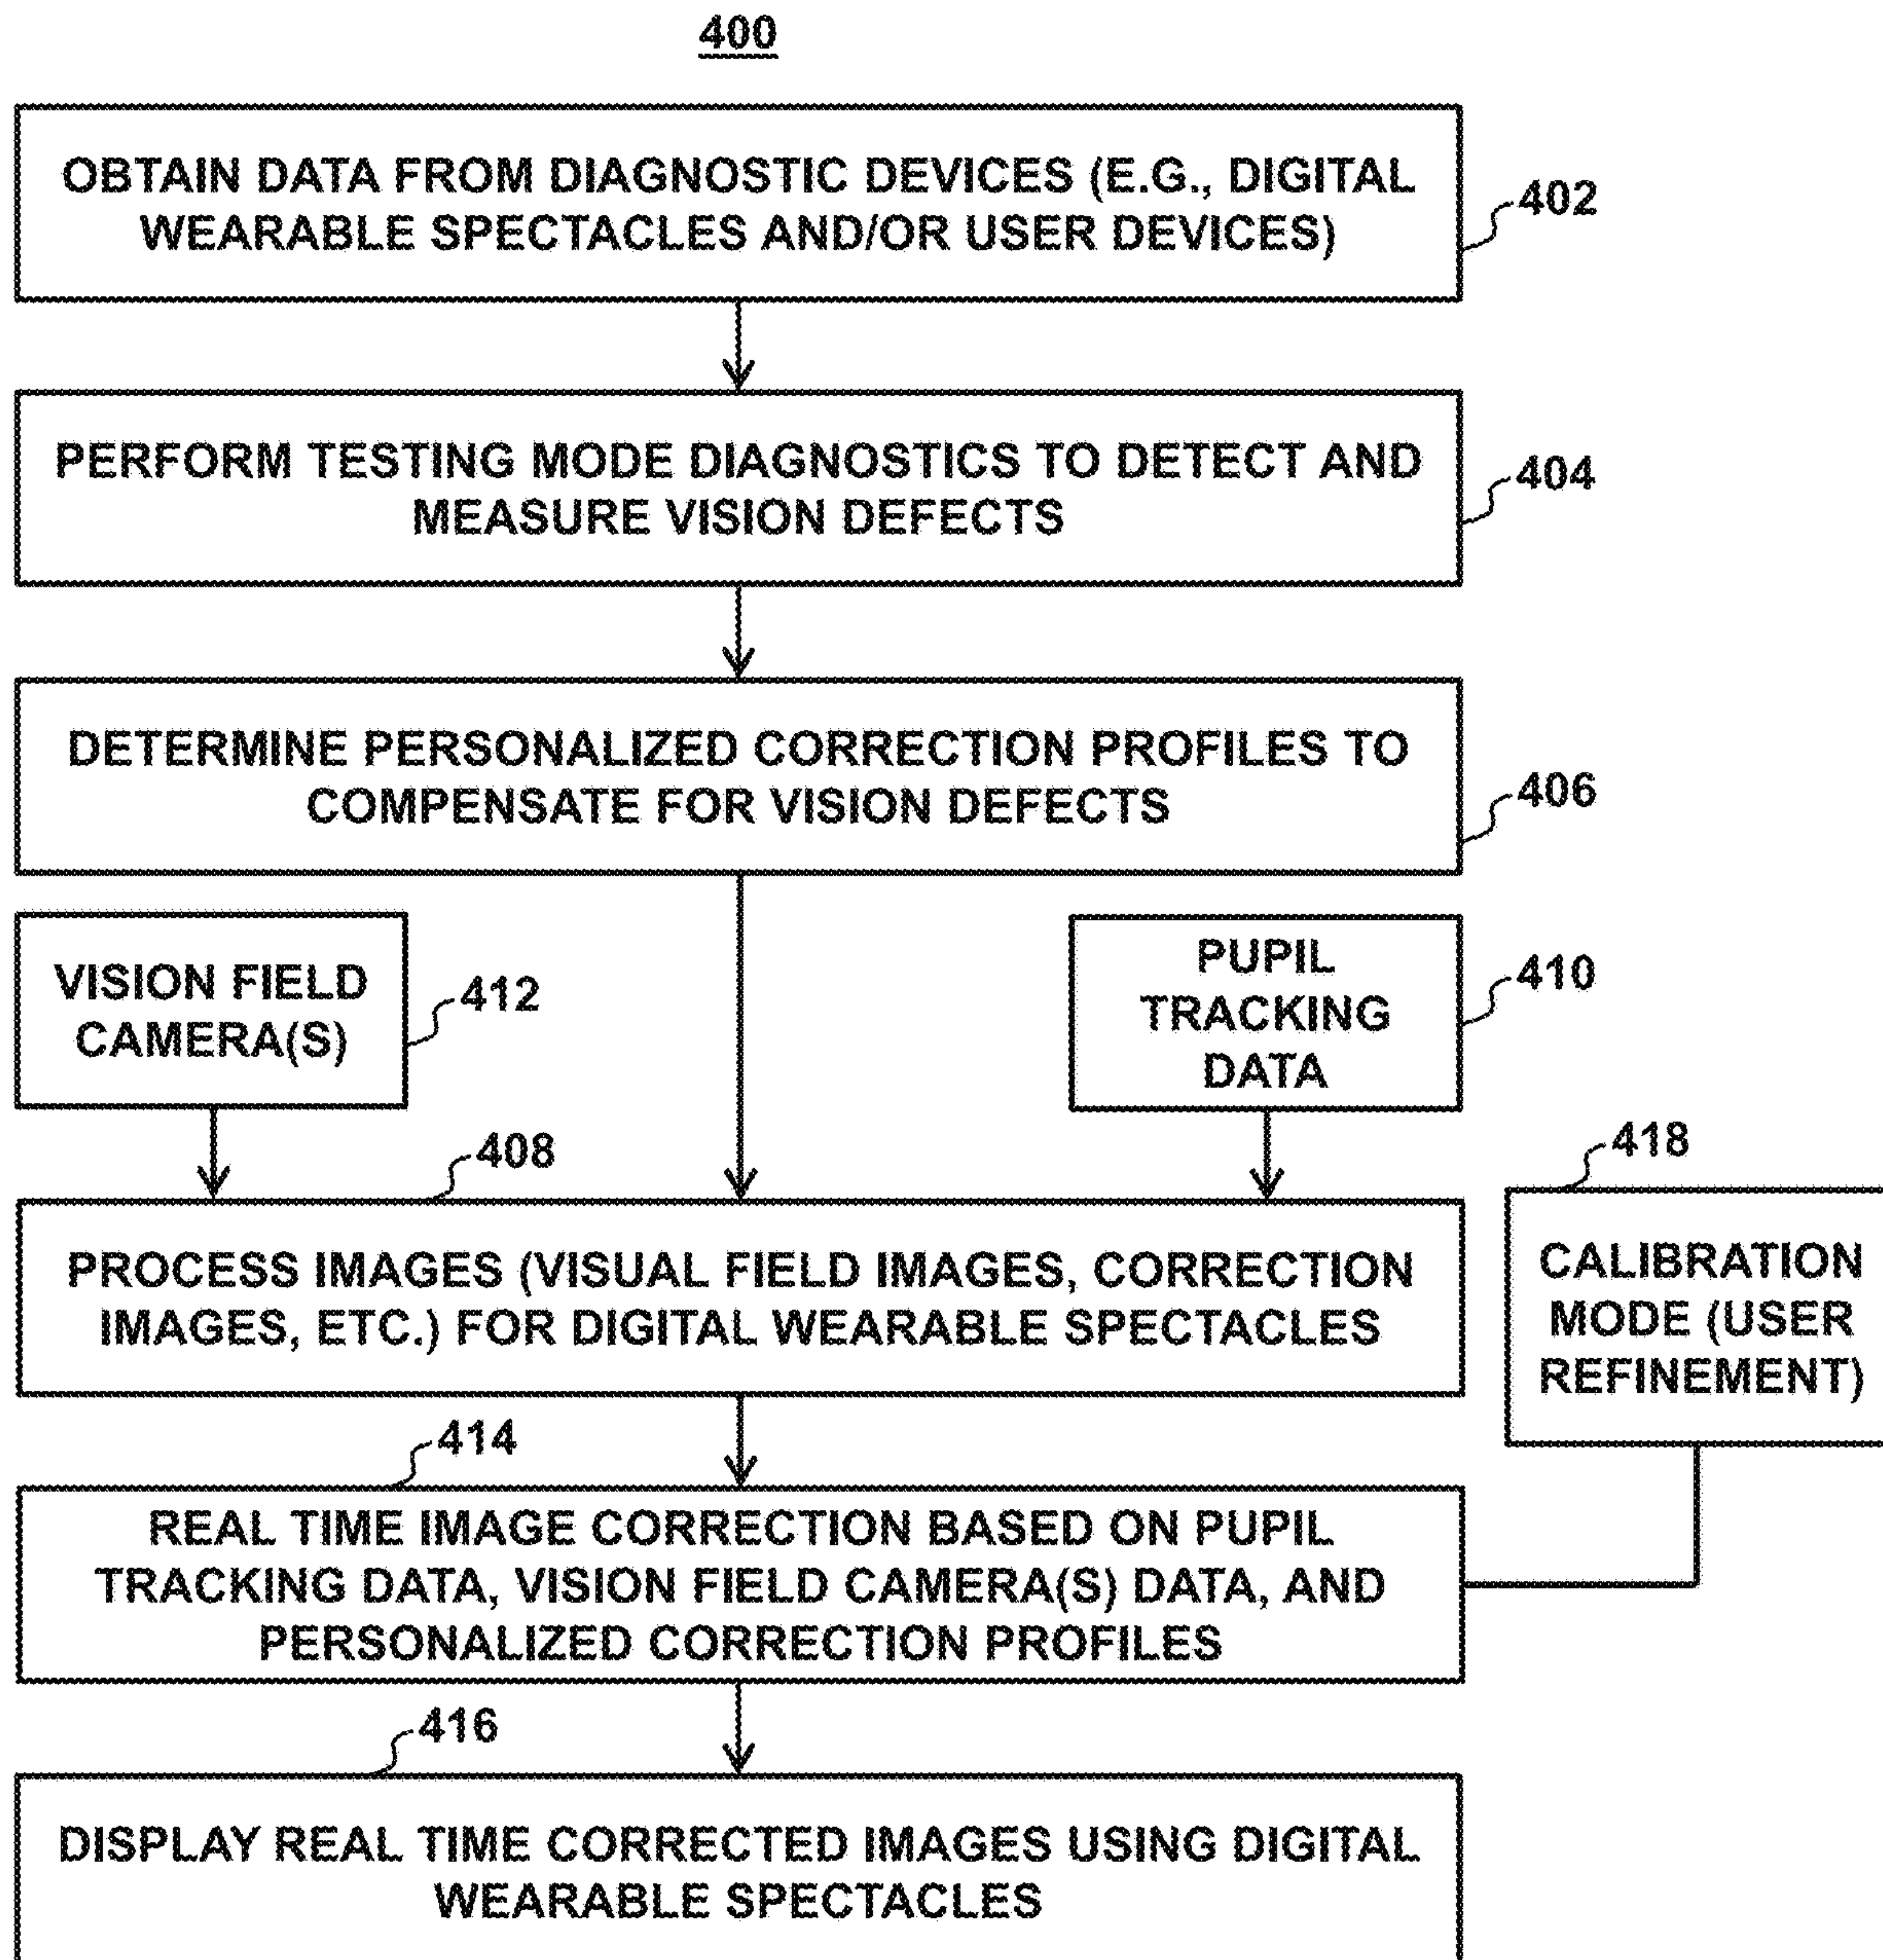 400
OBTAIN DATA FROM DIAGNOSTIC DEVICES (E.G., DIGITAL
WEARABLE SPECTACLES AND/OR USER DEVICES)
402
PERFORM TESTING MODE DIAGNOSTICS TO DETECT AND
MEASURE VISION DEFECTS
404
DETERMINE PERSONALIZED CORRECTION PROFILES TO
COMPENSATE FOR VISION DEFECTS
406
VISION FIELD
CAMERA(S)
412
PUPIL
TRACKING
DATA
410
408
PROCESS IMAGES (VISUAL FIELD IMAGES, CORRECTION
IMAGES, ETC.) FOR DIGITAL WEARABLE SPECTACLES
418
CALIBRATION
MODE (USER
REFINEMENT)
414
REAL TIME IMAGE CORRECTION BASED ON PUPIL
TRACKING DATA, VISION FIELD CAMERA(S) DATA, AND
PERSONALIZED CORRECTION PROFILES
416
DISPLAY REAL TIME CORRECTED IMAGES USING DIGITAL
WEARABLE SPECTACLES